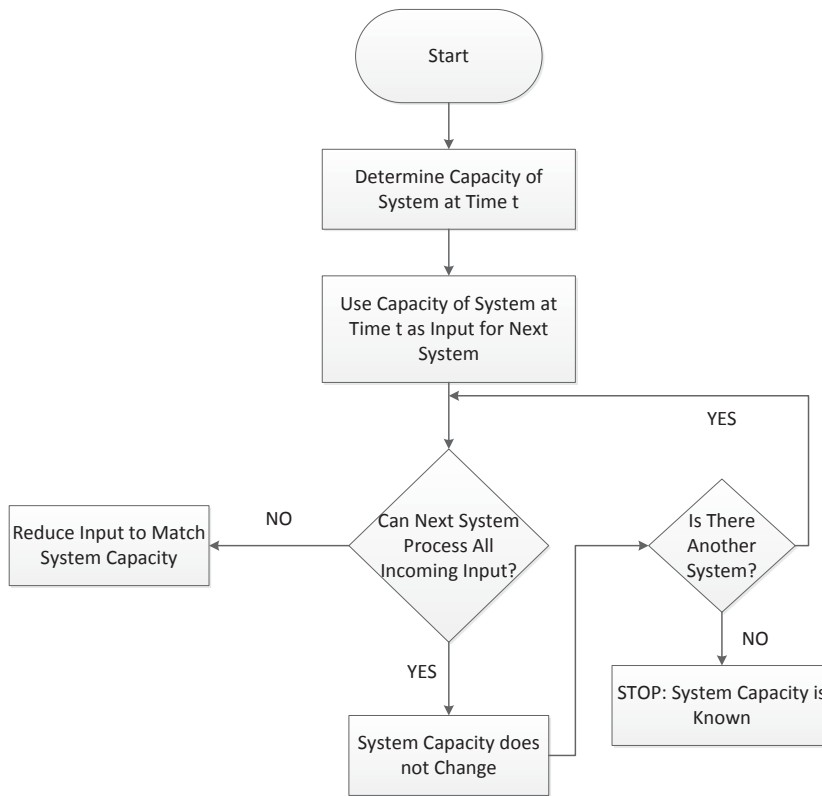 Start
Determine Capacity of
System at Time t
Use Capacity of System at
Time t as Input for Next
System
YES
Can Next System
Process All
Incoming Input?
NO
Reduce Input to Match
System Capacity
Is There
Another
System?
YES
System Capacity does
not Change
NO
STOP: System Capacity is
Known